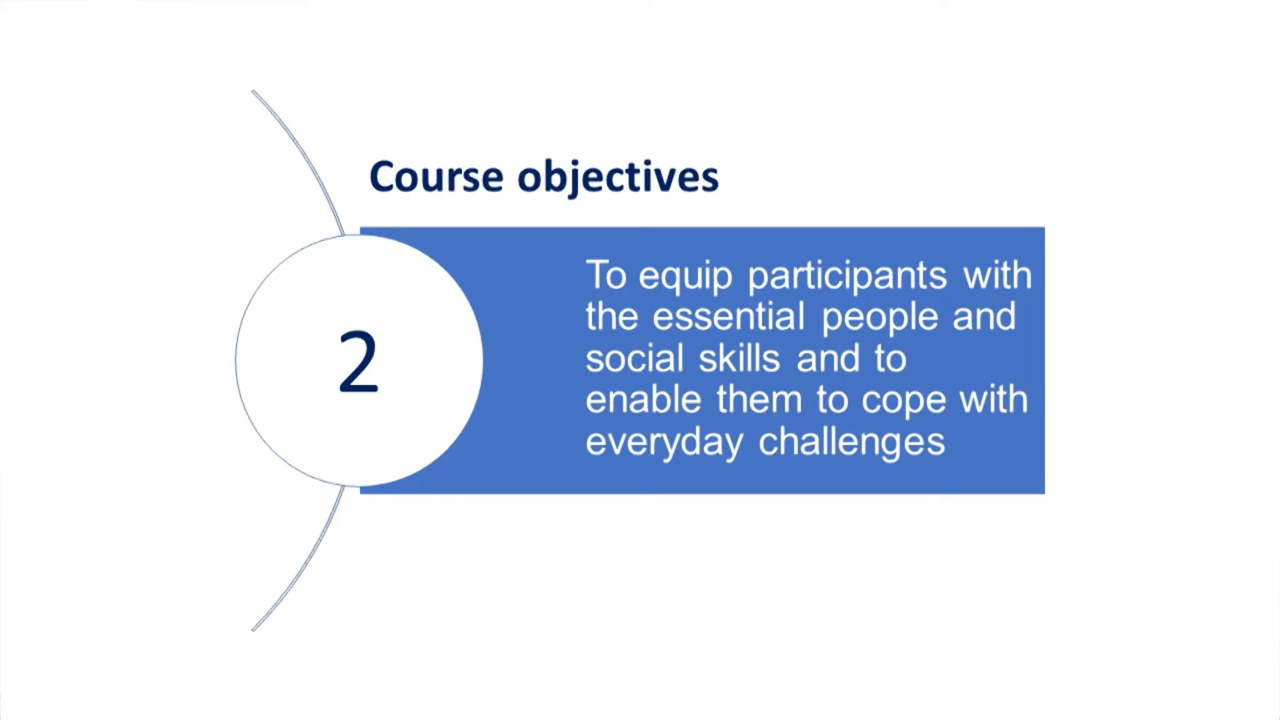 Course objectives
2
To equip participants with
the essential people and
social skills and to
enable them to cope with
everyday challenges